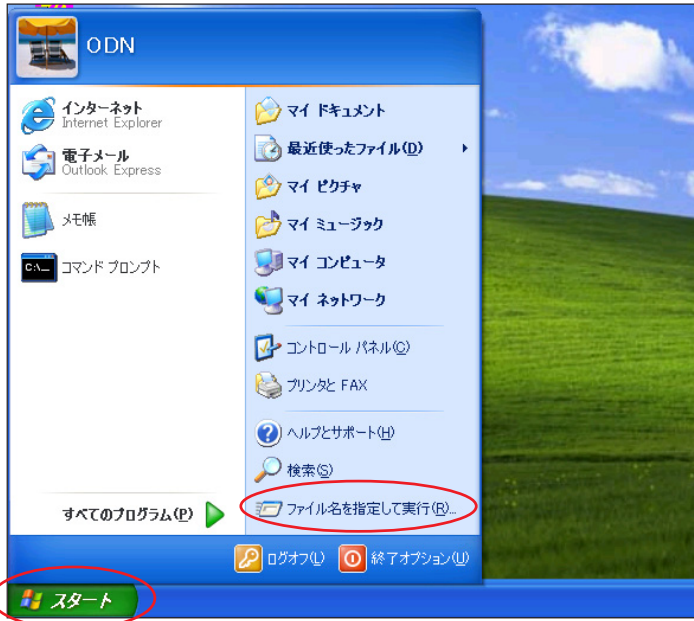 ODN
インターネット
Internet Explorer
電子メール
Outlook Express
メモ帳
コマンド プロンプト
すべてのプログラム(P)
マイ ドキュメント
最近使ったファイル(D)
マイ ピクチャ
マイ ミュージック
マイ コンピュータ
マイ ネットワーク
コントロール パネル(C)
プリンタと FAX
ヘルプとサポート(H)
検索(S)
ファイル名を指定して実行(R)...
ログオフ(L)
終了オプション(U)
スタート